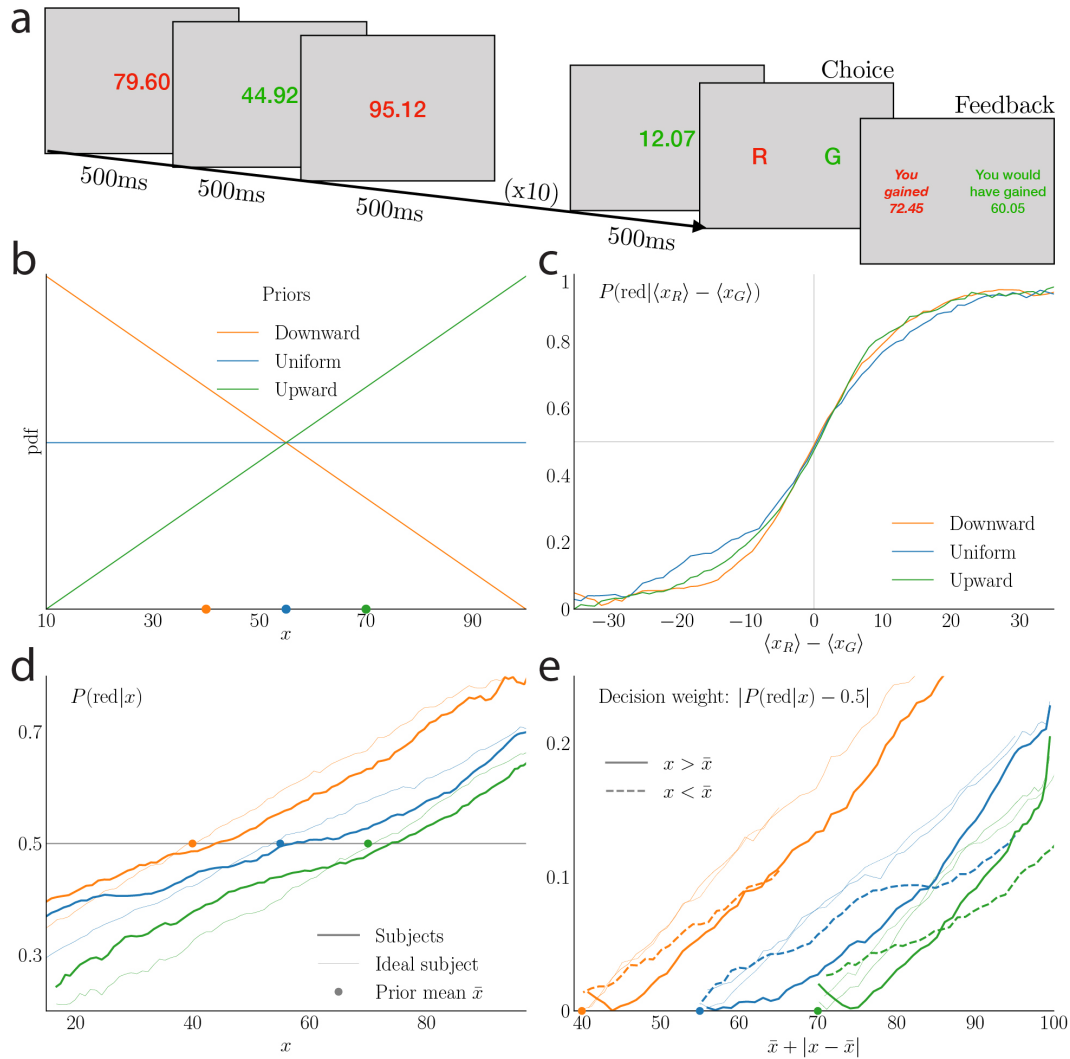 a
79.60
44.92
95.12
12.07
Choice
R G
Feedback
You gained 72.45
You would have gained 60.05
500ms
500ms
500ms
(x10)
500ms
b
Priors
Downward
Uniform
Upward
pdf
10 30 50 70 90
x
c
P(red|⟨x_R⟩ − ⟨x_G⟩)
1
0.8
0.6
0.4
0.2
0
Downward
Uniform
Upward
−30 −20 −10 0 10 20 30
⟨x_R⟩ − ⟨x_G⟩
d
P(red|x)
0.7
0.5
0.3
Subjects
Ideal subject
Prior mean x̄
20 40 60 80
x
e
Decision weight: |P(red|x) − 0.5|
x > x̄
x < x̄
0.2
0.1
0
40 50 60 70 80 90 100
x̄ + |x − x̄|